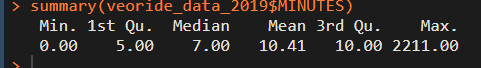 > summary(veoride_data_2019$MINUTES)
Min. 1st Qu. Median Mean 3rd Qu. Max.
0.00 5.00 7.00 10.41 10.00 2211.00
>